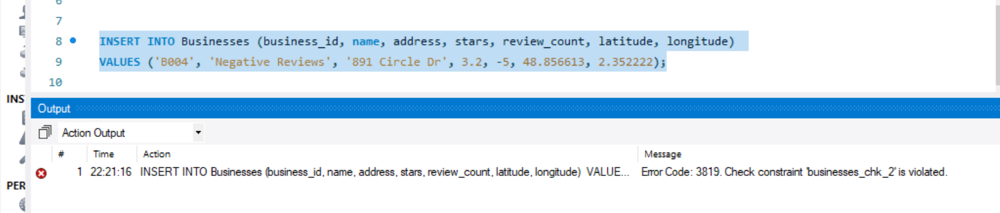 6
7
8 INSERT INTO Businesses (business_id, name, address, stars, review_count, latitude, longitude)
9 VALUES ('B004', 'Negative Reviews', '891 Circle Dr', 3.2, -5, 48.856613, 2.352222);
10
INS
Output
Action Output
# Time Action Message
1 22:21:16 INSERT INTO Businesses (business_id, name, address, stars, review_count, latitude, longitude) VALUE... Error Code: 3819. Check constraint 'businesses_chk_2' is violated.
PER